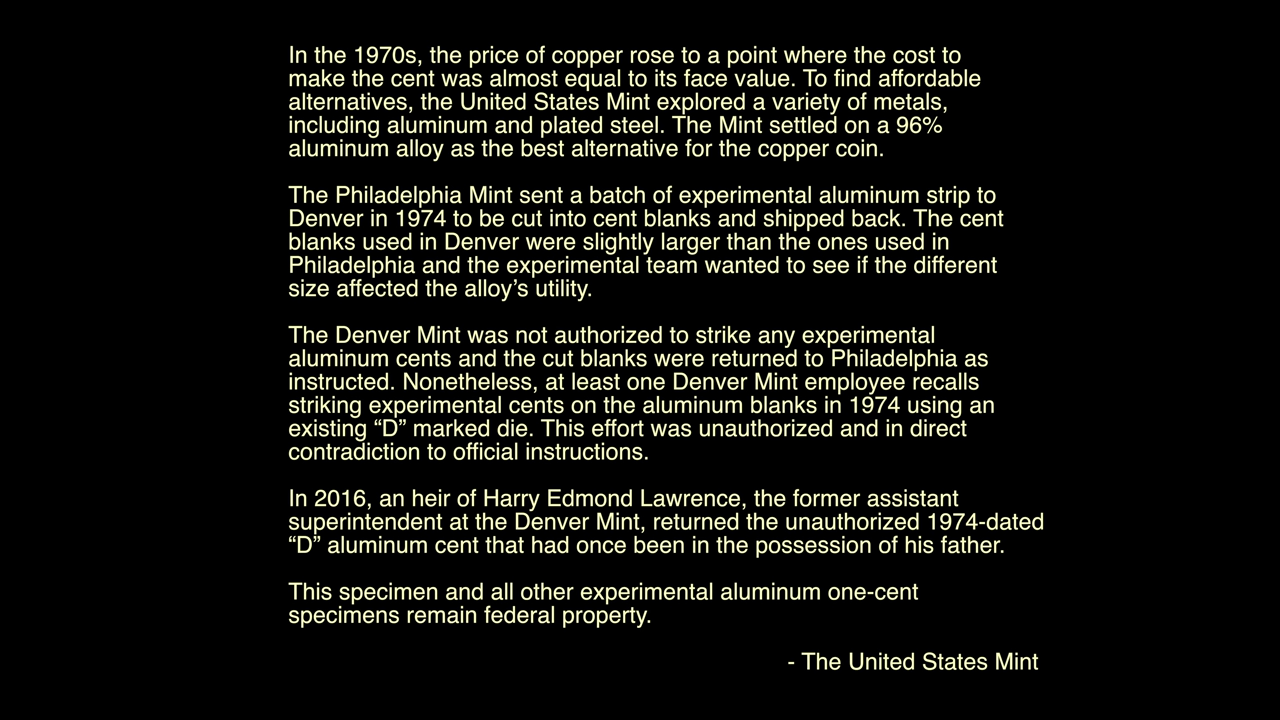 In the 1970s, the price of copper rose to a point where the cost to
make the cent was almost equal to its face value. To find affordable
alternatives, the United States Mint explored a variety of metals,
including aluminum and plated steel. The Mint settled on a 96%
aluminum alloy as the best alternative for the copper coin.
The Philadelphia Mint sent a batch of experimental aluminum strip to
Denver in 1974 to be cut into cent blanks and shipped back. The cent
blanks used in Denver were slightly larger than the ones used in
Philadelphia and the experimental team wanted to see if the different
size affected the alloy’s utility.
The Denver Mint was not authorized to strike any experimental
aluminum cents and the cut blanks were returned to Philadelphia as
instructed. Nonetheless, at least one Denver Mint employee recalls
striking experimental cents on the aluminum blanks in 1974 using an
existing “D” marked die. This effort was unauthorized and in direct
contradiction to official instructions.
In 2016, an heir of Harry Edmond Lawrence, the former assistant
superintendent at the Denver Mint, returned the unauthorized 1974-dated
“D” aluminum cent that had once been in the possession of his father.
This specimen and all other experimental aluminum one-cent
specimens remain federal property.
- The United States Mint